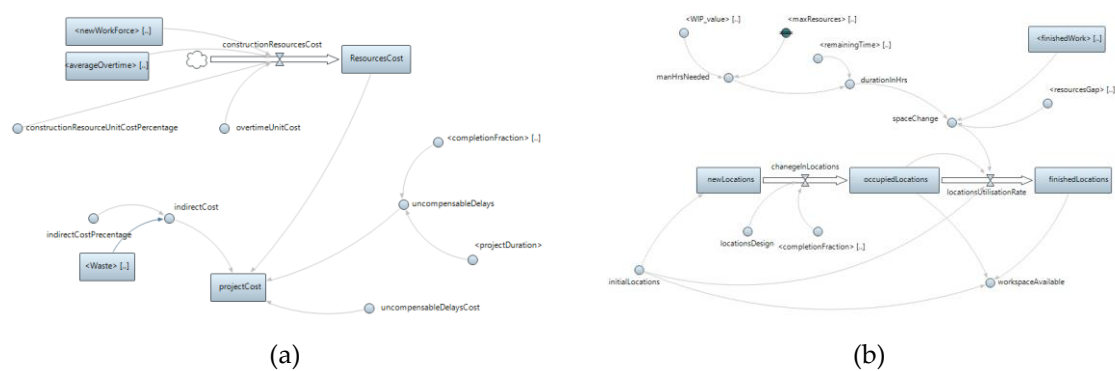 <newWorkForce> [..]
constructionResourcesCost
<averageOvertime> [..]
ResourcesCost
constructionResourceUnitCostPercentage
overtimeUnitCost
<completionFraction> [..]
uncompensableDelays
indirectCost
indirectCostPrecentage
<projectDuration>
<Waste> [..]
projectCost
uncompensableDelaysCost
(a)
<WIP_value> [..]
<maxResources> [..]
<remainingTime> [..]
<finishedWork> [..]
manHrsNeeded
durationInHrs
<resourcesGap> [..]
spaceChange
chanegeInLocations
newLocations
occupiedLocations
finishedLocations
locationsUtilisationRate
locationsDesign
<completionFraction> [..]
initialLocations
workspaceAvailable
(b)